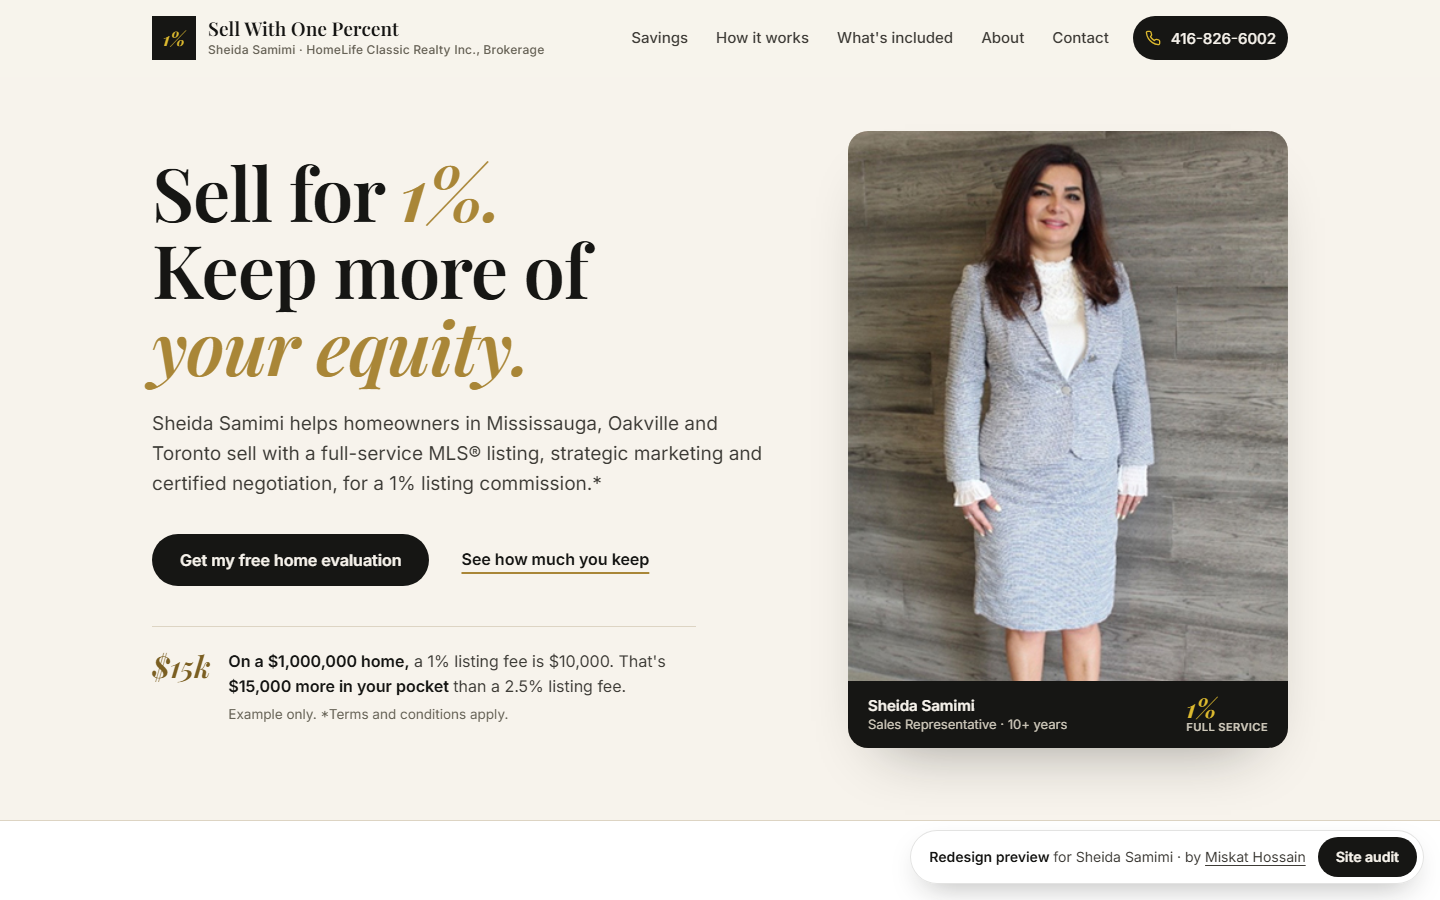 1%
Sell With One Percent
Sheida Samimi · HomeLife Classic Realty Inc., Brokerage
Savings
How it works
What's included
About
Contact
416-826-6002
Sell for 1%.
Keep more of
your equity.
Sheida Samimi helps homeowners in Mississauga, Oakville and
Toronto sell with a full-service MLS® listing, strategic marketing and
certified negotiation, for a 1% listing commission.*
Get my free home evaluation
See how much you keep
$15k
On a $1,000,000 home, a 1% listing fee is $10,000. That's
$15,000 more in your pocket than a 2.5% listing fee.
Example only. *Terms and conditions apply.
Sheida Samimi
Sales Representative · 10+ years
1%
FULL SERVICE
Redesign preview for Sheida Samimi · by Miskat Hossain
Site audit